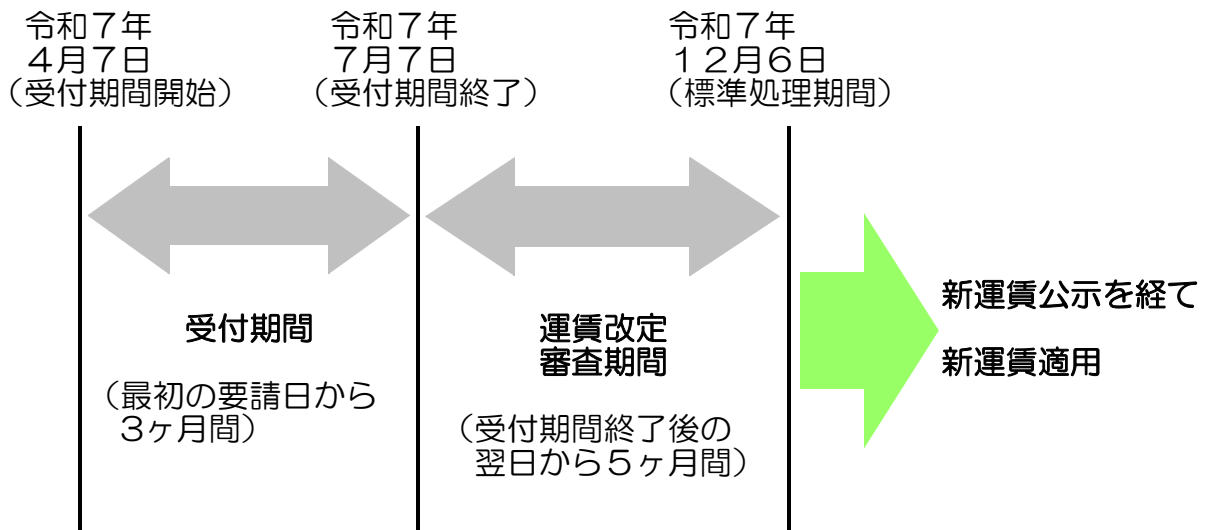 令和７年
４月７日
（受付期間開始）
令和７年
７月７日
（受付期間終了）
令和７年
１２月６日
（標準処理期間）
受付期間
（最初の要請日から
３ヶ月間）
運賃改定
審査期間
（受付期間終了後の
翌日から５ヶ月間）
新運賃公示を経て
新運賃適用